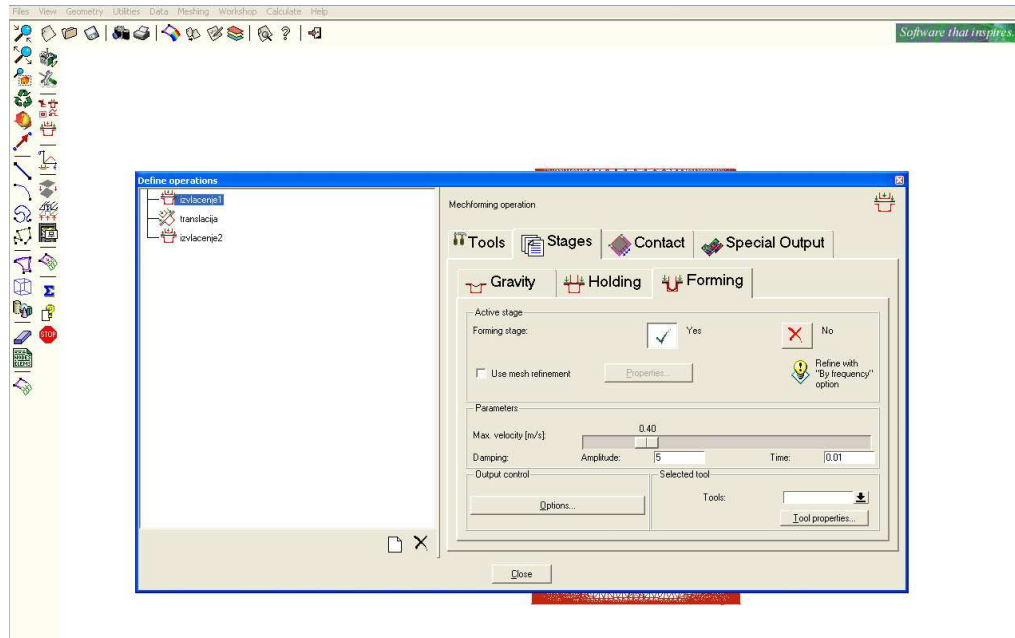 Files View Geometry Utilities Data Meshing Workshop Calculate Help
Software that inspires.
STOP
Define operations
izvlacenje1
translacija
izvlacenje2
Mechforming operation
Tools Stages Contact Special Output
Gravity Holding Forming
Active stage
Forming stage: Yes No
Use mesh refinement Properties... Refine with
"By frequency"
option
Parameters
0.40
Max. velocity [m/s]:
Damping: Amplitude: 5 Time: 0.01
Output control Selected tool
Tools:
Options...
Tool properties...
Close